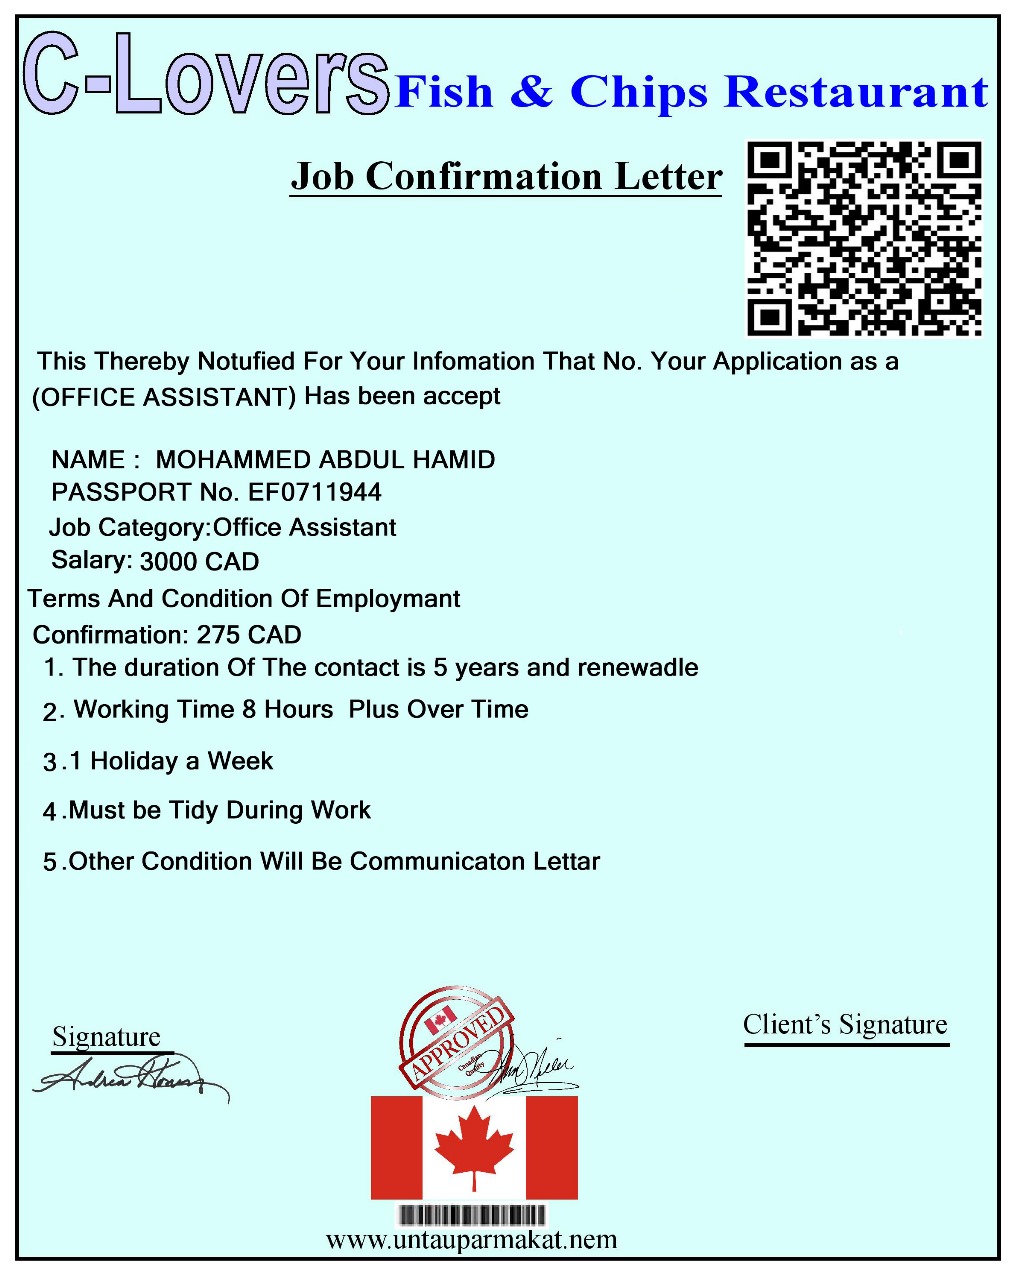 C-Lovers Fish & Chips Restaurant
Job Confirmation Letter
This Thereby Notufied For Your Infomation That No. Your Application as a
(OFFICE ASSISTANT) Has been accept
NAME : MOHAMMED ABDUL HAMID
PASSPORT No. EF0711944
Job Category:Office Assistant
Salary: 3000 CAD
Terms And Condition Of Employmant
Confirmation: 275 CAD
1. The duration Of The contact is 5 years and renewadle
2. Working Time 8 Hours Plus Over Time
3.1 Holiday a Week
4.Must be Tidy During Work
5.Other Condition Will Be Communicaton Lettar
Signature
Client's Signature
APPROVED
Canadian
Quality
www.untauparmakat.nem